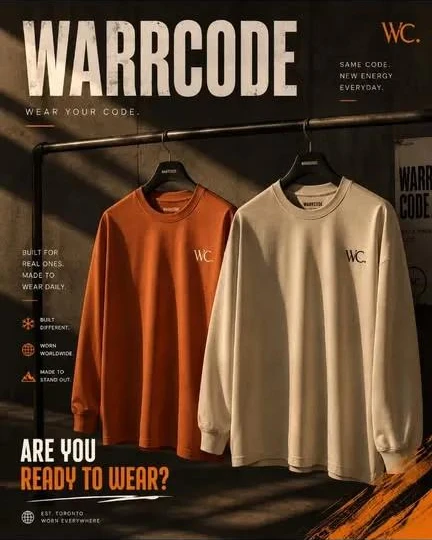 WARRCODE
WEAR YOUR CODE.
WC.
SAME CODE.
NEW ENERGY
EVERYDAY.
WARRCODE
WC.
WC.
WARR
CODE
BUILT FOR
REAL ONES.
MADE TO
WEAR DAILY.
BUILT
DIFFERENT.
WORN
WORLDWIDE.
MADE TO
STAND OUT.
ARE YOU
READY TO WEAR?
EST. TORONTO
WORN EVERYWHERE